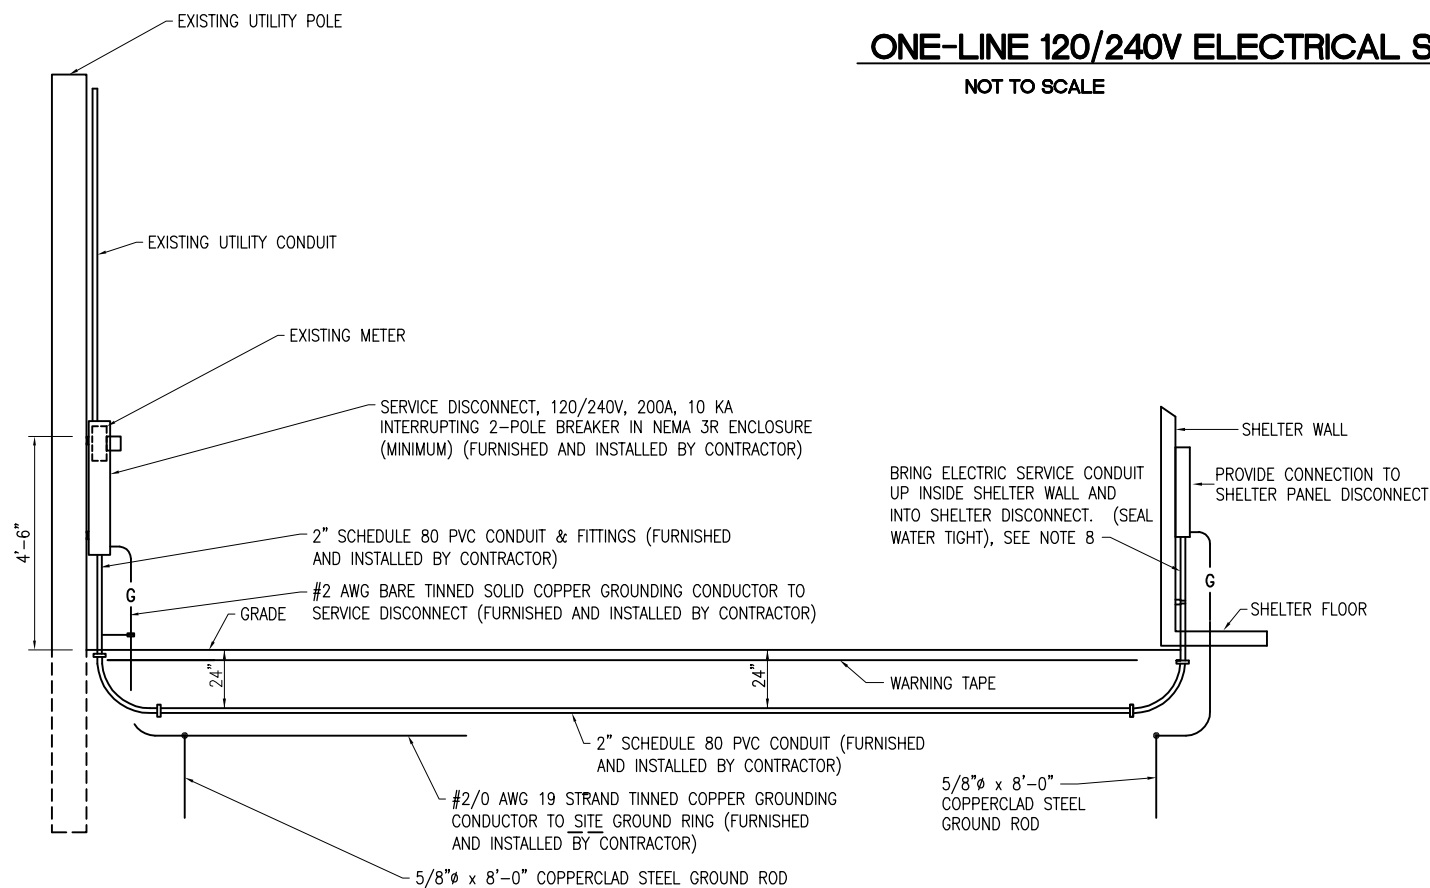 EXISTING UTILITY POLE
ONE-LINE 120/240V ELECTRICAL S
NOT TO SCALE
EXISTING UTILITY CONDUIT
EXISTING METER
SERVICE DISCONNECT, 120/240V, 200A, 10 KA
INTERRUPTING 2-POLE BREAKER IN NEMA 3R ENCLOSURE
(MINIMUM) (FURNISHED AND INSTALLED BY CONTRACTOR)
SHELTER WALL
BRING ELECTRIC SERVICE CONDUIT
UP INSIDE SHELTER WALL AND
INTO SHELTER DISCONNECT. (SEAL
WATER TIGHT), SEE NOTE 8
PROVIDE CONNECTION TO
SHELTER PANEL DISCONNECT
4'-6"
2" SCHEDULE 80 PVC CONDUIT & FITTINGS (FURNISHED
AND INSTALLED BY CONTRACTOR)
G
#2 AWG BARE TINNED SOLID COPPER GROUNDING CONDUCTOR TO
SERVICE DISCONNECT (FURNISHED AND INSTALLED BY CONTRACTOR)
G
GRADE
SHELTER FLOOR
24"
24"
WARNING TAPE
2" SCHEDULE 80 PVC CONDUIT (FURNISHED
AND INSTALLED BY CONTRACTOR)
#2/0 AWG 19 STRAND TINNED COPPER GROUNDING
CONDUCTOR TO SITE GROUND RING (FURNISHED
AND INSTALLED BY CONTRACTOR)
5/8"ø x 8'-0"
COPPERCLAD STEEL
GROUND ROD
5/8"ø x 8'-0" COPPERCLAD STEEL GROUND ROD